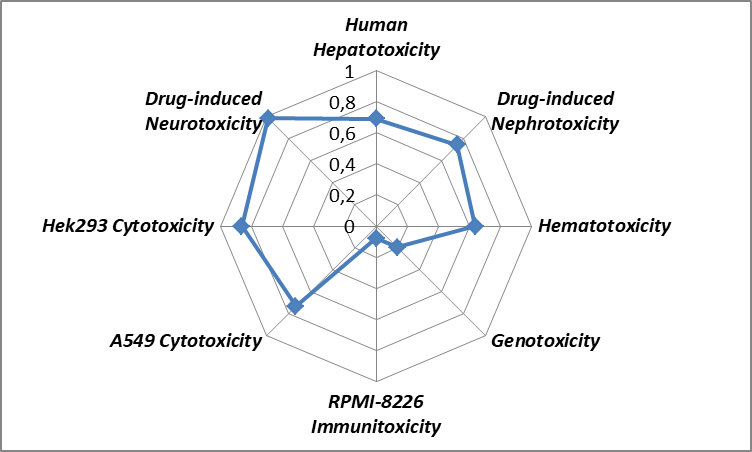 Human
Hepatotoxicity
Drug-induced
Nephrotoxicity
Hematotoxicity
Genotoxicity
RPMI-8226
Immunitoxicity
A549 Cytotoxicity
Hek293 Cytotoxicity
Drug-induced
Neurotoxicity
1
0,8
0,6
0,4
0,2
0